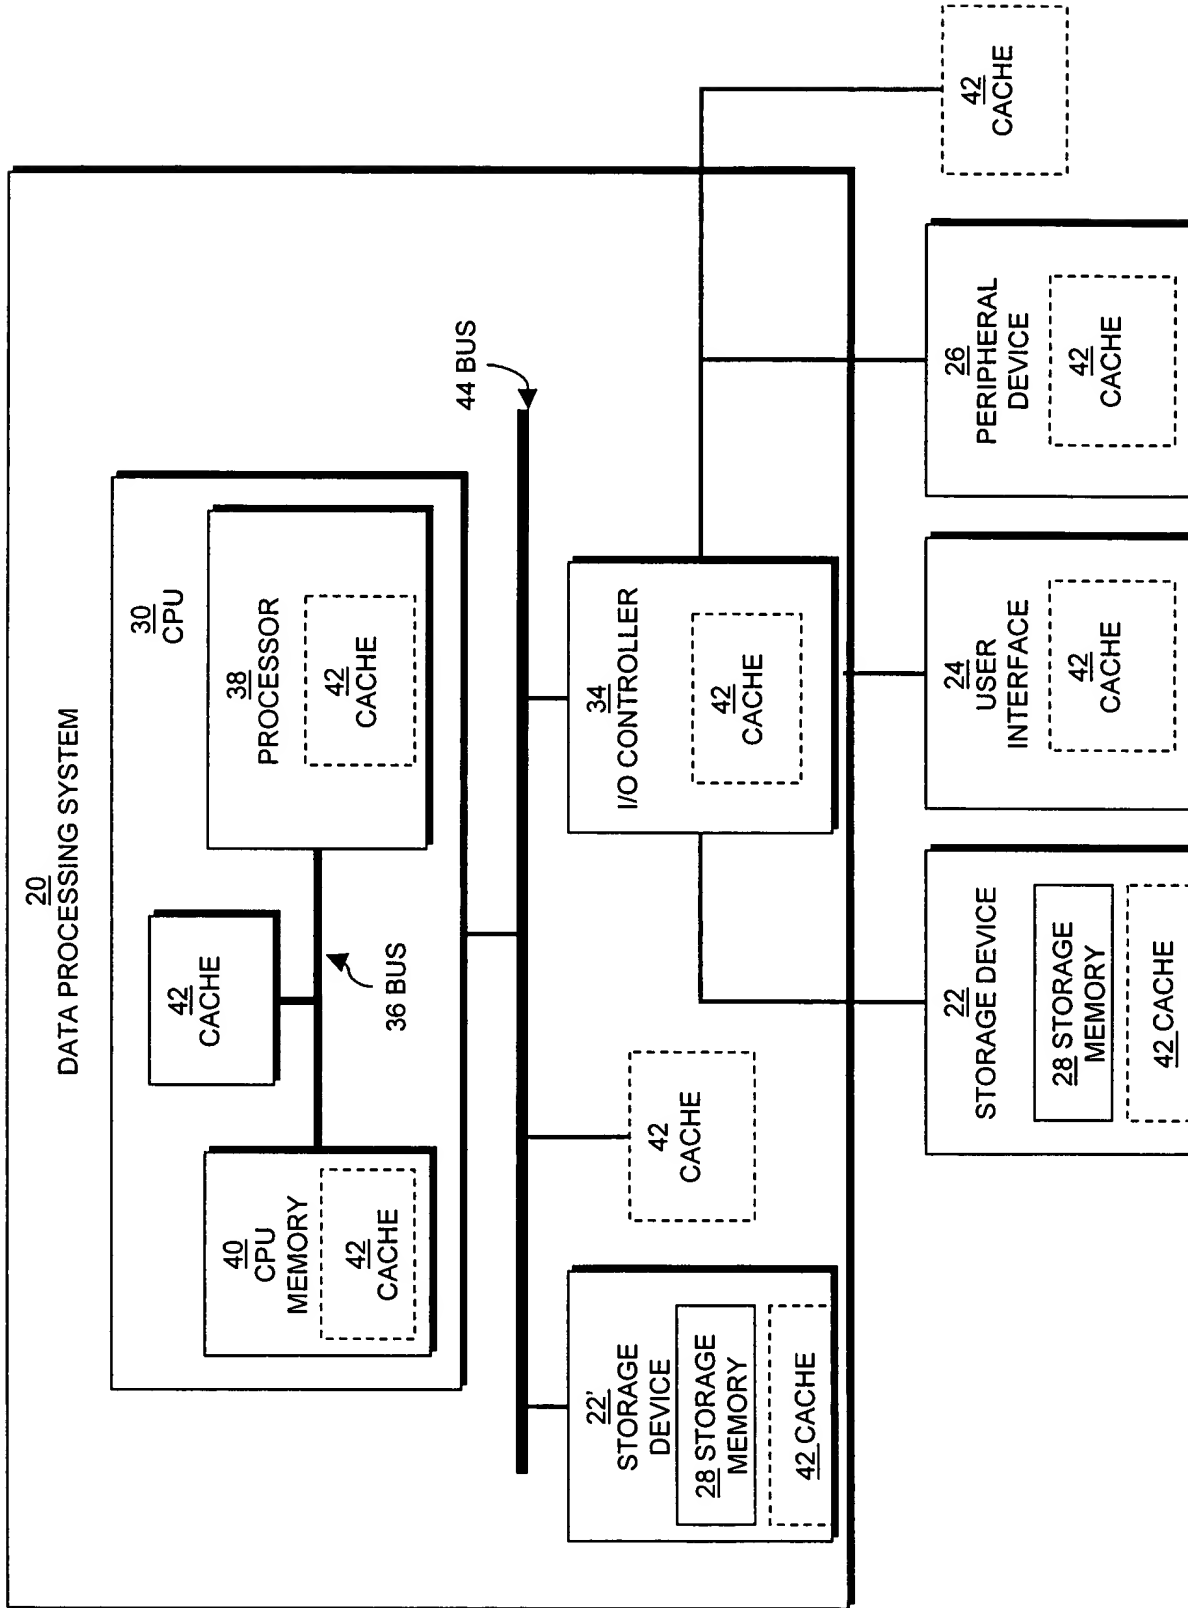 20
DATA PROCESSING SYSTEM
30
CPU
40
CPU
MEMORY
42
CACHE
42
CACHE
38
PROCESSOR
42
CACHE
36 BUS
44 BUS
22'
STORAGE
DEVICE
28 STORAGE
MEMORY
42 CACHE
42
CACHE
34
I/O CONTROLLER
42
CACHE
22
STORAGE DEVICE
28 STORAGE
MEMORY
42 CACHE
24
USER
INTERFACE
42
CACHE
26
PERIPHERAL
DEVICE
42
CACHE
42
CACHE